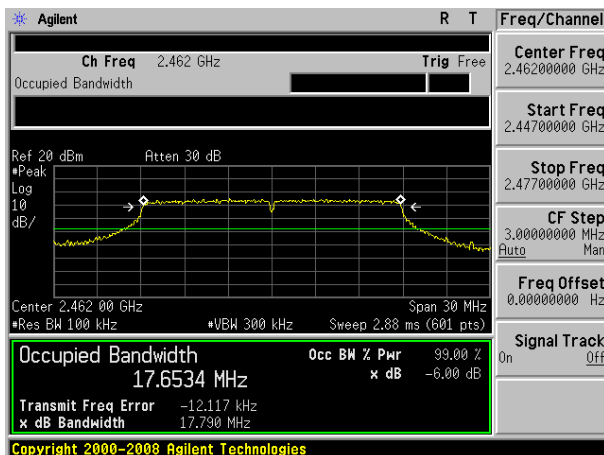 Agilent R T
Ch Freq 2.462 GHz Trig Free
Occupied Bandwidth
Ref 20 dBm Atten 30 dB
#Peak
Log
10
dB/
Center 2.462 00 GHz Span 30 MHz
#Res BW 100 kHz #VBW 300 kHz Sweep 2.88 ms (601 pts)
Occupied Bandwidth Occ BW % Pwr 99.00 %
17.6534 MHz x dB -6.00 dB
Transmit Freq Error -12.117 kHz
x dB Bandwidth 17.790 MHz
Copyright 2000-2008 Agilent Technologies
Freq/Channel
Center Freq
2.46200000 GHz
Start Freq
2.44700000 GHz
Stop Freq
2.47700000 GHz
CF Step
3.00000000 MHz
Auto Man
Freq Offset
0.00000000 Hz
Signal Track
On Off